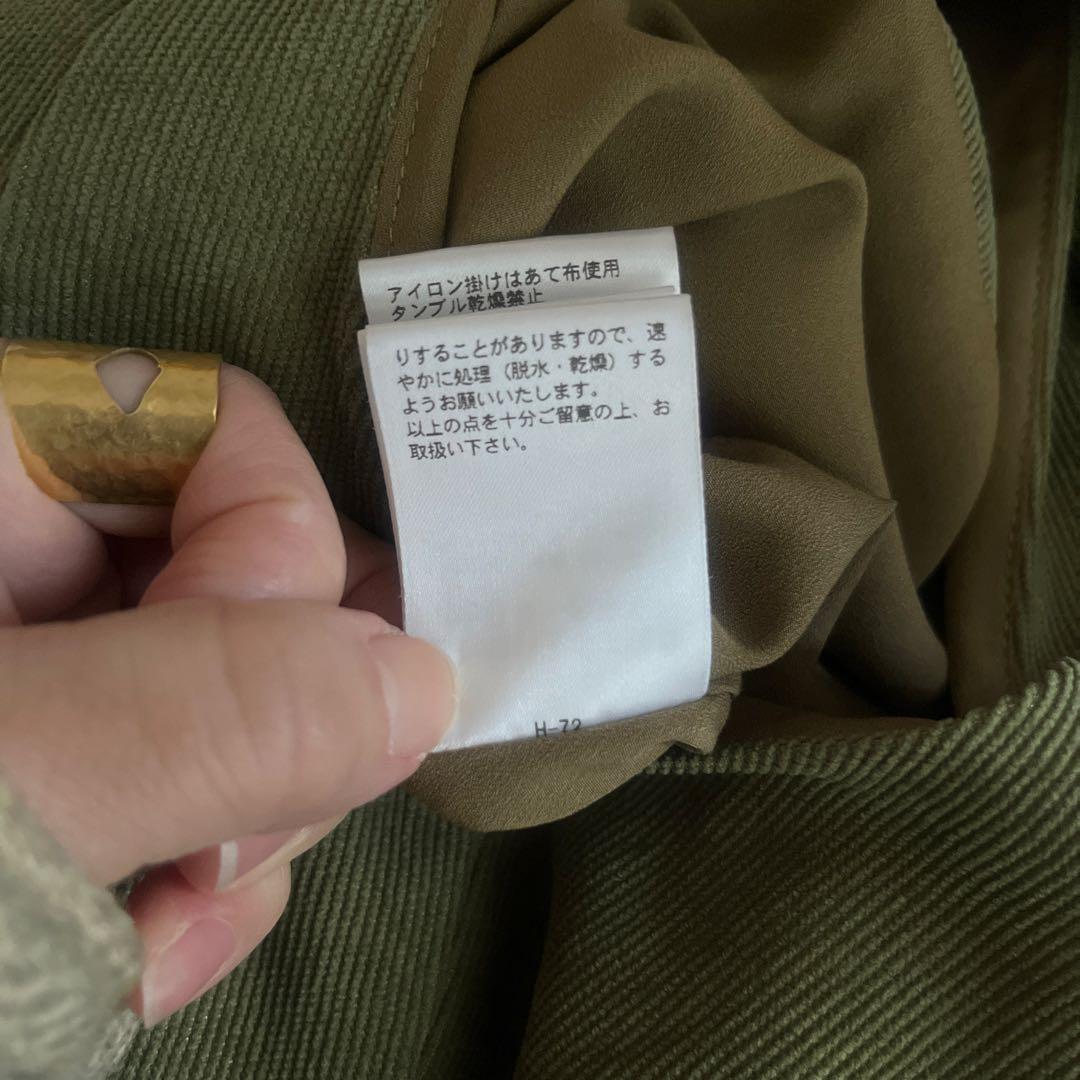 アイロン掛けはあて布使用
タンブル乾燥禁止
りすることがありますので、速
やかに処理（脱水・乾燥）する
ようお願いいたします。
以上の点を十分ご留意の上、お
取扱い下さい。
H-72